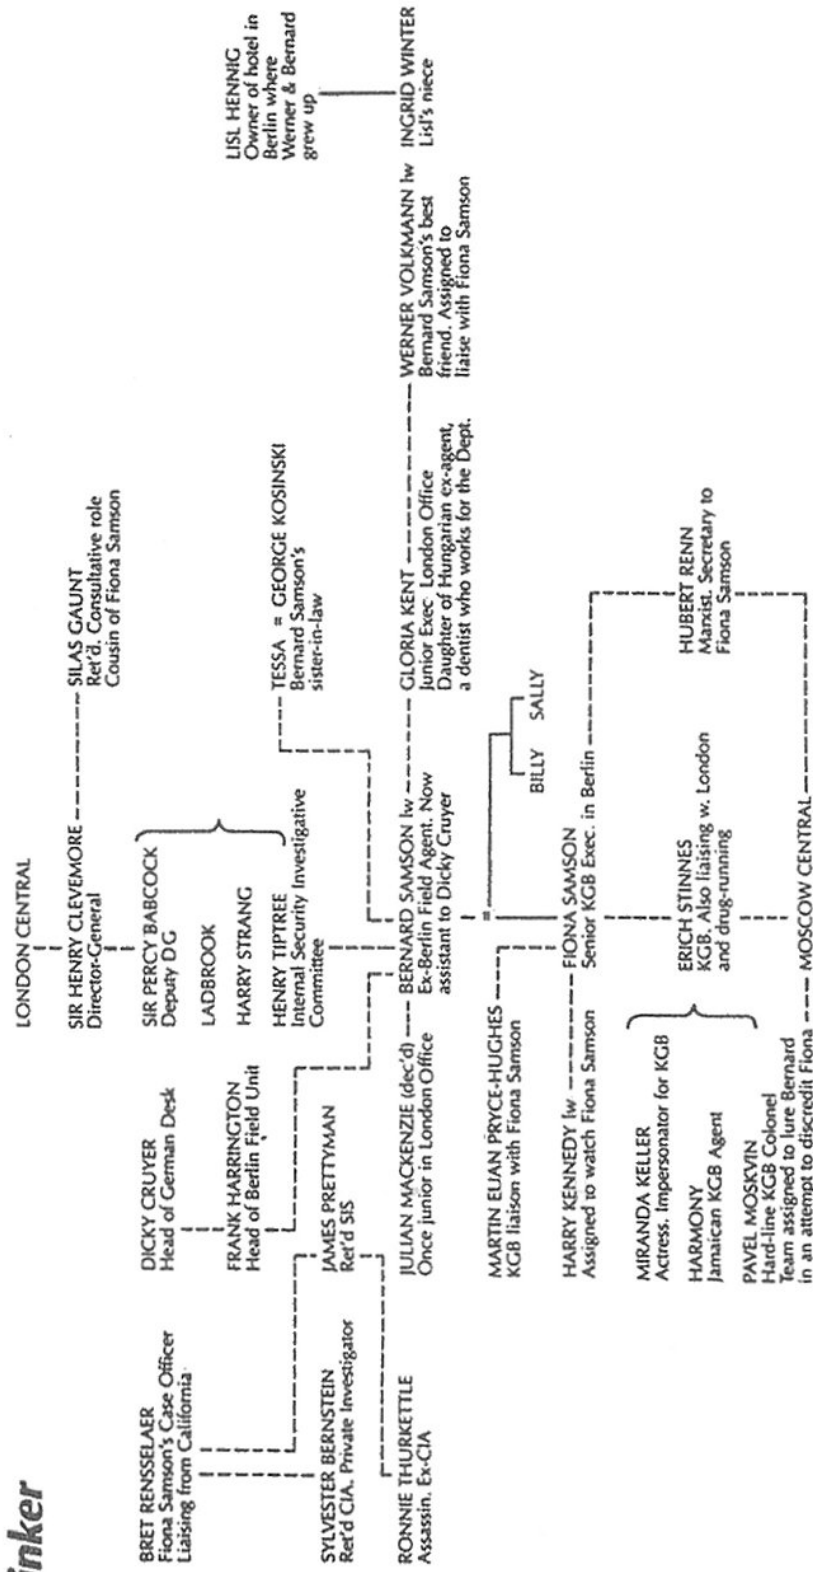 inker
LONDON CENTRAL
SIR HENRY CLEVEMORE
Director-General
SILAS GAUNT
Ret'd. Consultative role
Cousin of Fiona Samson
BRET RENSSELAER
Fiona Samson's Case Officer
Liaising from California
DICKY CRUYER
Head of German Desk
SIR PERCY BABCOCK
Deputy DG
LADBROOK
HARRY STRANG
HENRY TIPTREE
Internal Security Investigative
Committee
FRANK HARRINGTON
Head of Berlin Field Unit
LISL HENNIG
Owner of hotel in
Berlin where
Werner & Bernard
grew up
SYLVESTER BERNSTEIN
Ret'd CIA. Private Investigator
JAMES PRETTYMAN
Ret'd SIS
TESSA = GEORGE KOSINSKI
Bernard Samson's
sister-in-law
RONNIE THURKETTLE
Assassin. Ex-CIA
JULIAN MACKENZIE (dec'd)
Once junior in London Office
BERNARD SAMSON lw
Ex-Berlin Field Agent. Now
assistant to Dicky Cruyer
GLORIA KENT
Junior Exec London Office
Daughter of Hungarian ex-agent,
a dentist who works for the Dept.
WERNER VOLKMANN lw
Bernard Samson's best
friend. Assigned to
liaise with Fiona Samson
INGRID WINTER
Lisl's niece
MARTIN EUAN PRYCE-HUGHES
KGB liaison with Fiona Samson
=
BILLY SALLY
HARRY KENNEDY lw
Assigned to watch Fiona Samson
FIONA SAMSON
Senior KGB Exec. in Berlin
MIRANDA KELLER
Actress. Impersonator for KGB
HARMONY
Jamaican KGB Agent
PAVEL MOSKVIN
Hard-line KGB Colonel
Team assigned to lure Bernard
in an attempt to discredit Fiona
ERICH STINNES
KGB. Also liaising w. London
and drug-running
HUBERT RENN
Marxist. Secretary to
Fiona Samson
MOSCOW CENTRAL